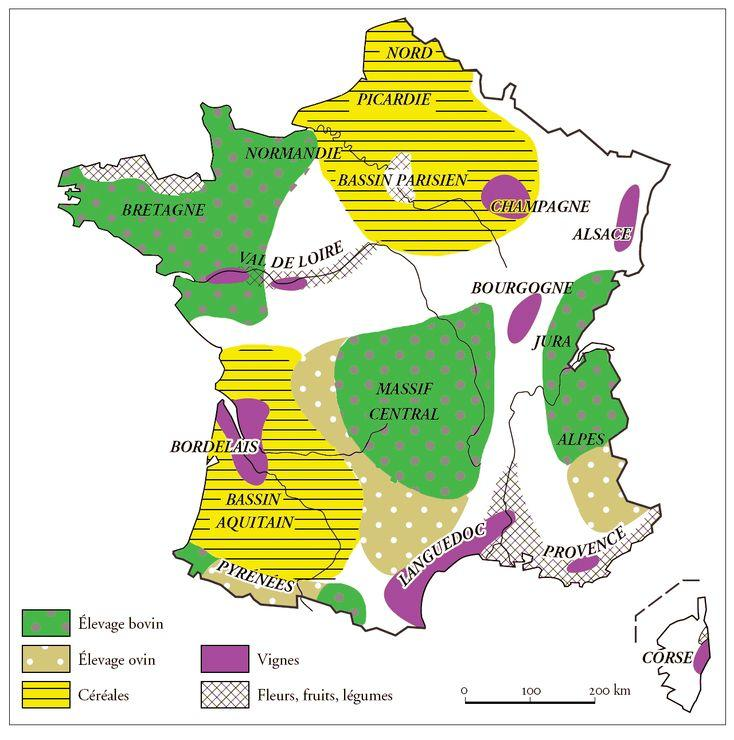 NORD
PICARDIE
NORMANDIE
BASSIN PARISIEN
CHAMPAGNE
BRETAGNE
ALSACE
VAL DE LOIRE
BOURGOGNE
JURA
MASSIF
CENTRAL
ALPES
BORDELAIS
BASSIN
AQUITAIN
LANGUEDOC
PROVENCE
PYRÉNÉES
CORSE
Élevage bovin
Élevage ovin
Céréales
Vignes
Fleurs, fruits, légumes
0 100 200 km